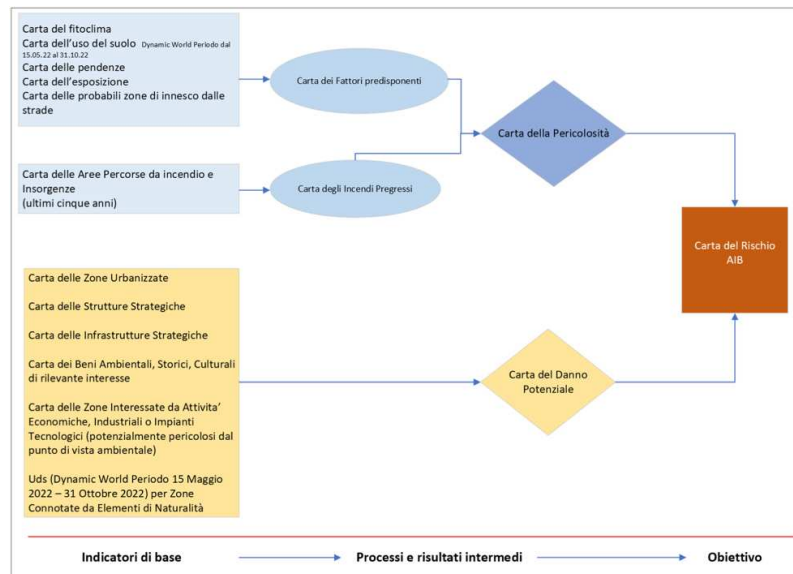 Carta del fitoclima
Carta dell'uso del suolo Dynamic World Periodo dal
15.05.22 al 31.10.22
Carta delle pendenze
Carta dell'esposizione
Carta delle probabili zone di innesco dalle
strade
Carta dei Fattori predisponenti
Carta della Pericolosità
Carta delle Aree Percorse da incendio e
Insorgenze
(ultimi cinque anni)
Carta degli Incendi Pregressi
Carta del Rischio
AIB
Carta delle Zone Urbanizzate
Carta delle Strutture Strategiche
Carta delle Infrastrutture Strategiche
Carta dei Beni Ambientali, Storici, Culturali
di rilevante interesse
Carta delle Zone Interessate da Attivita'
Economiche, Industriali o Impianti
Tecnologici (potenzialmente pericolosi dal
punto di vista ambientale)
Uds (Dynamic World Periodo 15 Maggio
2022 – 31 Ottobre 2022) per Zone
Connotate da Elementi di Naturalità
Carta del Danno
Potenziale
Indicatori di base
Processi e risultati intermedi
Obiettivo